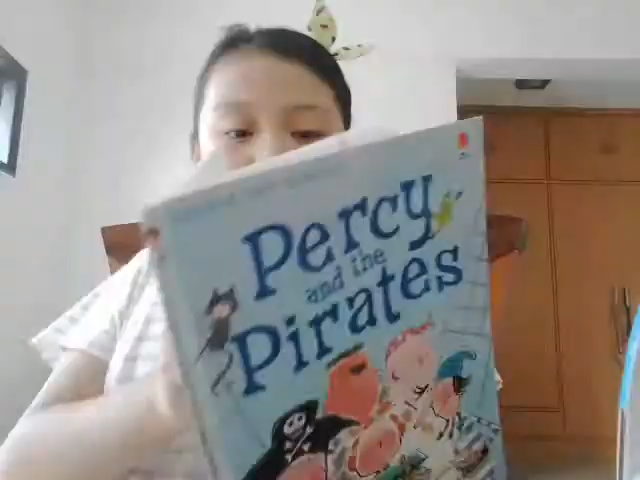 Percy
and the
Pirates